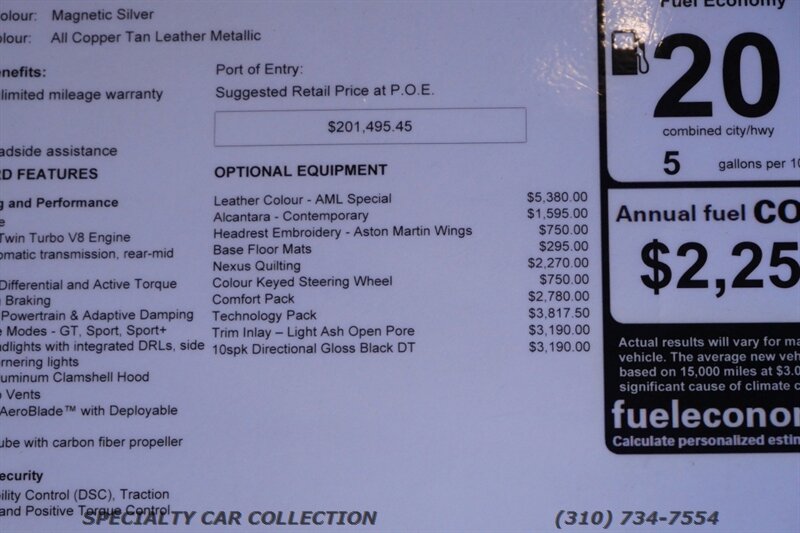 olour: Magnetic Silver
olour: All Copper Tan Leather Metallic
enefits:
limited mileage warranty
adside assistance
RD FEATURES
g and Performance
e
Twin Turbo V8 Engine
omatic transmission, rear-mid
Differential and Active Torque
g Braking
Powertrain & Adaptive Damping
e Modes - GT, Sport, Sport+
adlights with integrated DRLs, side
ornering lights
luminum Clamshell Hood
o Vents
AeroBlade™ with Deployable
ube with carbon fiber propeller
ecurity
ility Control (DSC), Traction
and Positive Torque Control
Port of Entry:
Suggested Retail Price at P.O.E.
$201,495.45
OPTIONAL EQUIPMENT
Leather Colour - AML Special $5,380.00
Alcantara - Contemporary $1,595.00
Headrest Embroidery - Aston Martin Wings $750.00
Base Floor Mats $295.00
Nexus Quilting $2,270.00
Colour Keyed Steering Wheel $750.00
Comfort Pack $2,780.00
Technology Pack $3,817.50
Trim Inlay – Light Ash Open Pore $3,190.00
10spk Directional Gloss Black DT $3,190.00
Fuel Economy
20
combined city/hwy
5 gallons per 10
Annual fuel CO
$2,25
Actual results will vary for ma
vehicle. The average new veh
based on 15,000 miles at $3.0
significant cause of climate c
fueleconor
Calculate personalized estin
SPECIALTY CAR COLLECTION (310) 734-7554